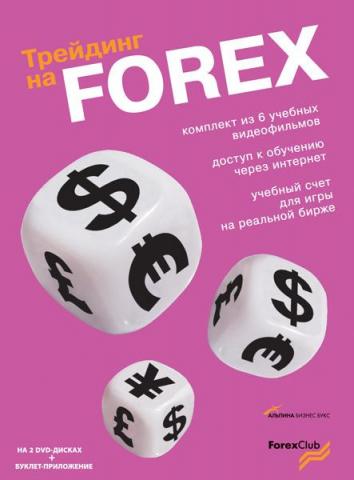 Трейдинг
на FOREX
комплект из 6 учебных
видеофильмов
доступ к обучению
через интернет
учебный счет
для игры
на реальной бирже
$
€
£
$
€
£
¥
£
$
АЛЬПИНА БИЗНЕС БУКС
НА 2 DVD-ДИСКАХ
+
БУКЛЕТ-ПРИЛОЖЕНИЕ
ForexClub